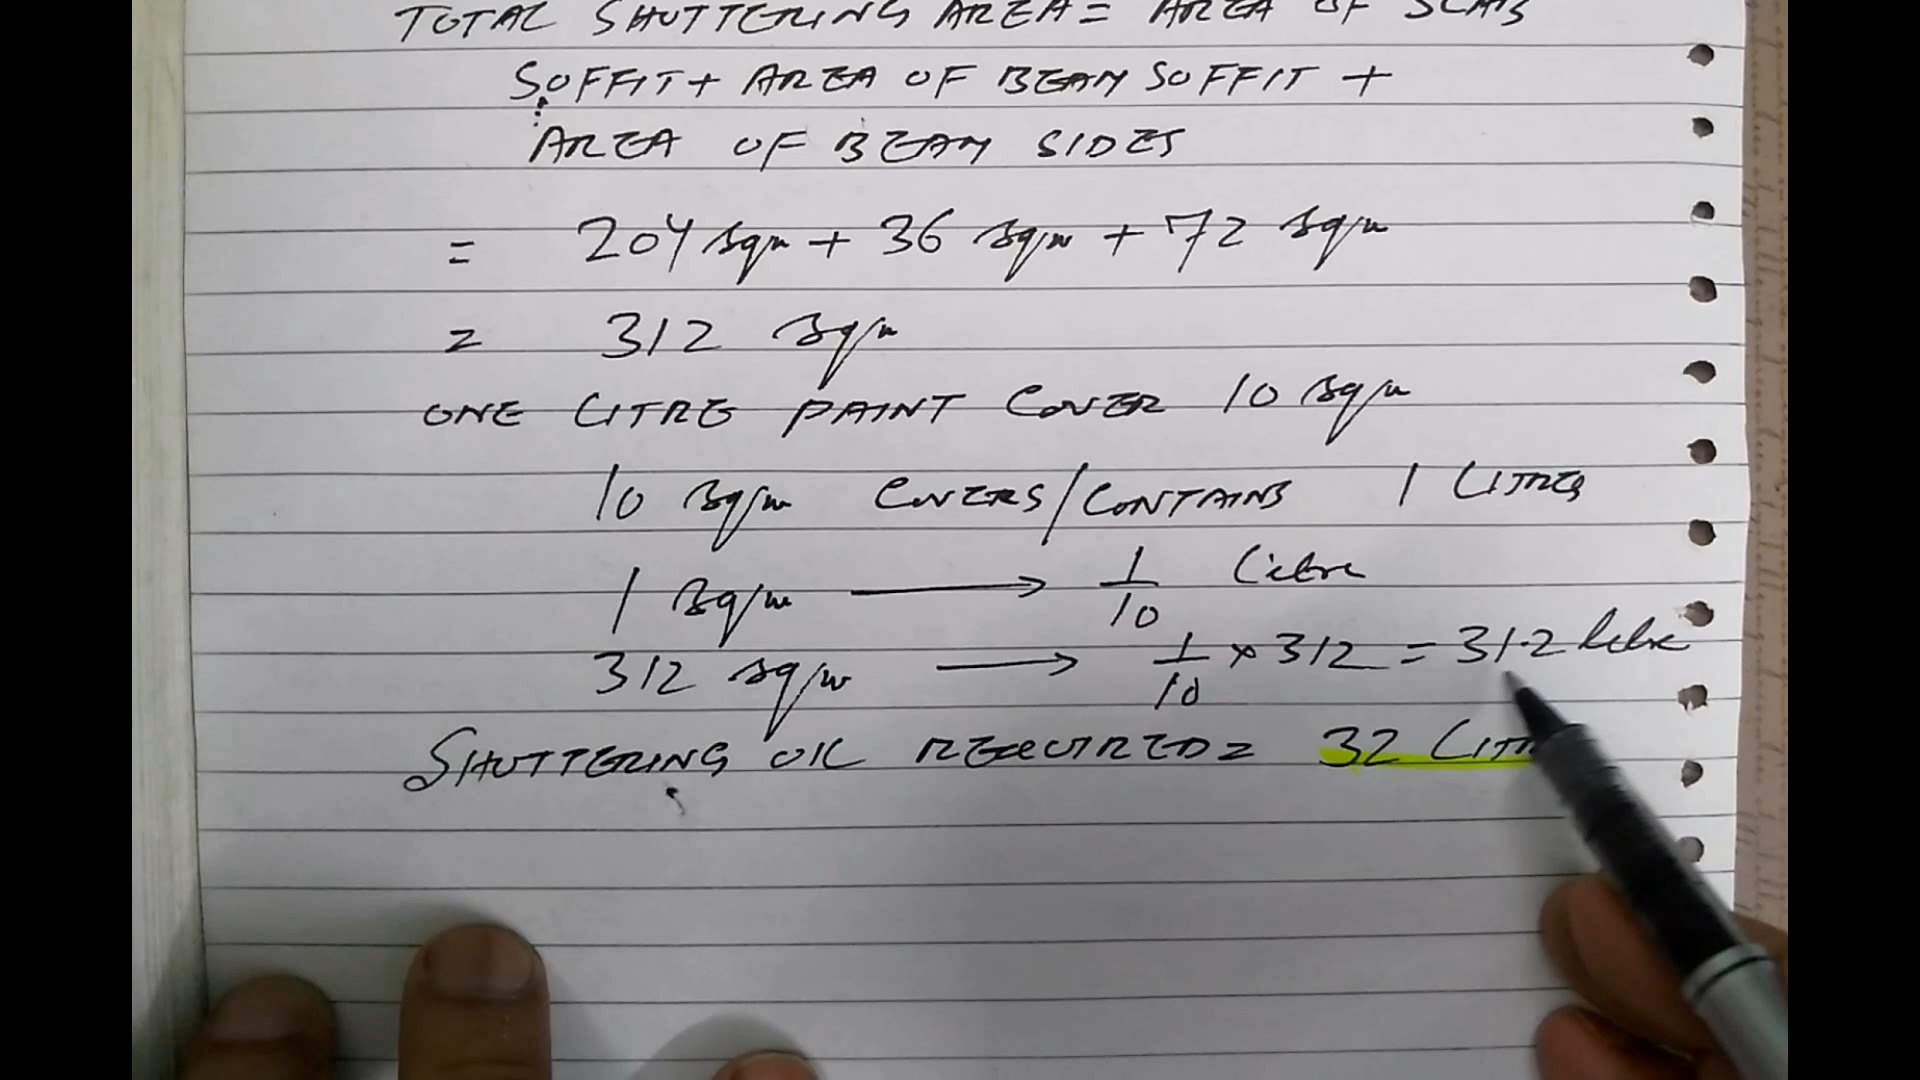 TOTAL SHUTTERING AREA = AREA OF SLAB
SOFFIT + AREA OF BEAM SOFFIT +
AREA OF BEAM SIDES
= 204 sqm + 36 sqm + 72 sqm
= 312 sqm
ONE LITRE PAINT COVER 10 sqm
10 sqm COVERS/CONTAINS 1 LITRES
1 sqm → 1/10 Litre
312 sqm → 1/10 × 312 = 31.2 litre
SHUTTERING OIL REQUIRED = 32 LIT